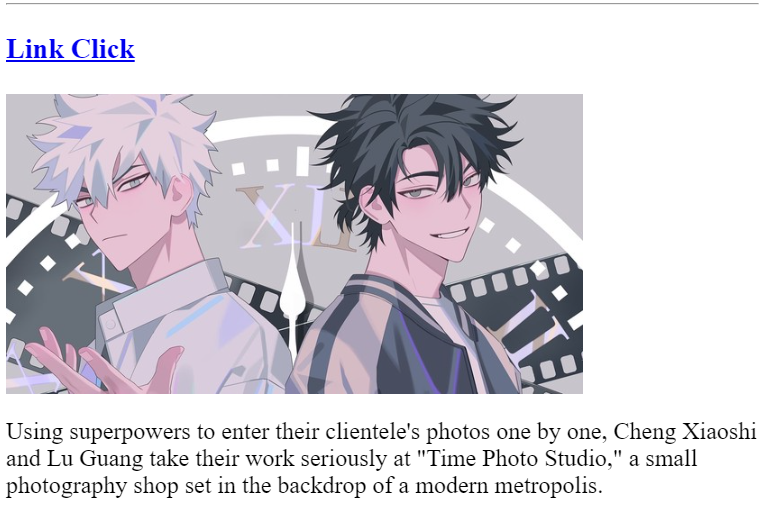 Link Click
XII
Using superpowers to enter their clientele's photos one by one, Cheng Xiaoshi
and Lu Guang take their work seriously at "Time Photo Studio," a small
photography shop set in the backdrop of a modern metropolis.